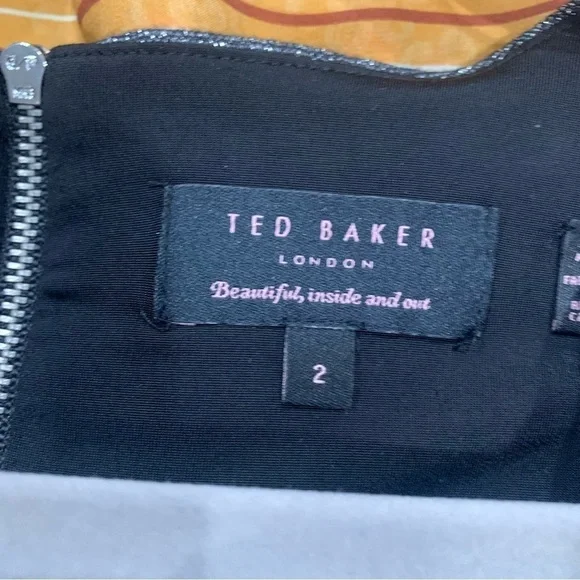 TED BAKER
LONDON
Beautiful, inside and out
2